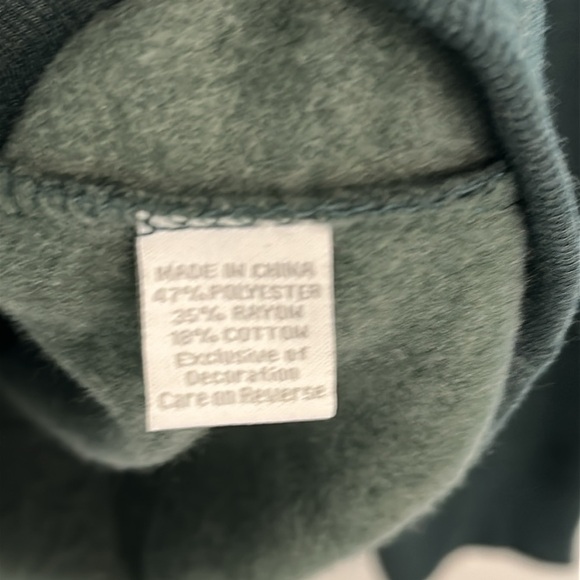 MADE IN CHINA
47% POLYESTER
35% RAYON
18% COTTON
Exclusive of
Decoration
Care on Reverse